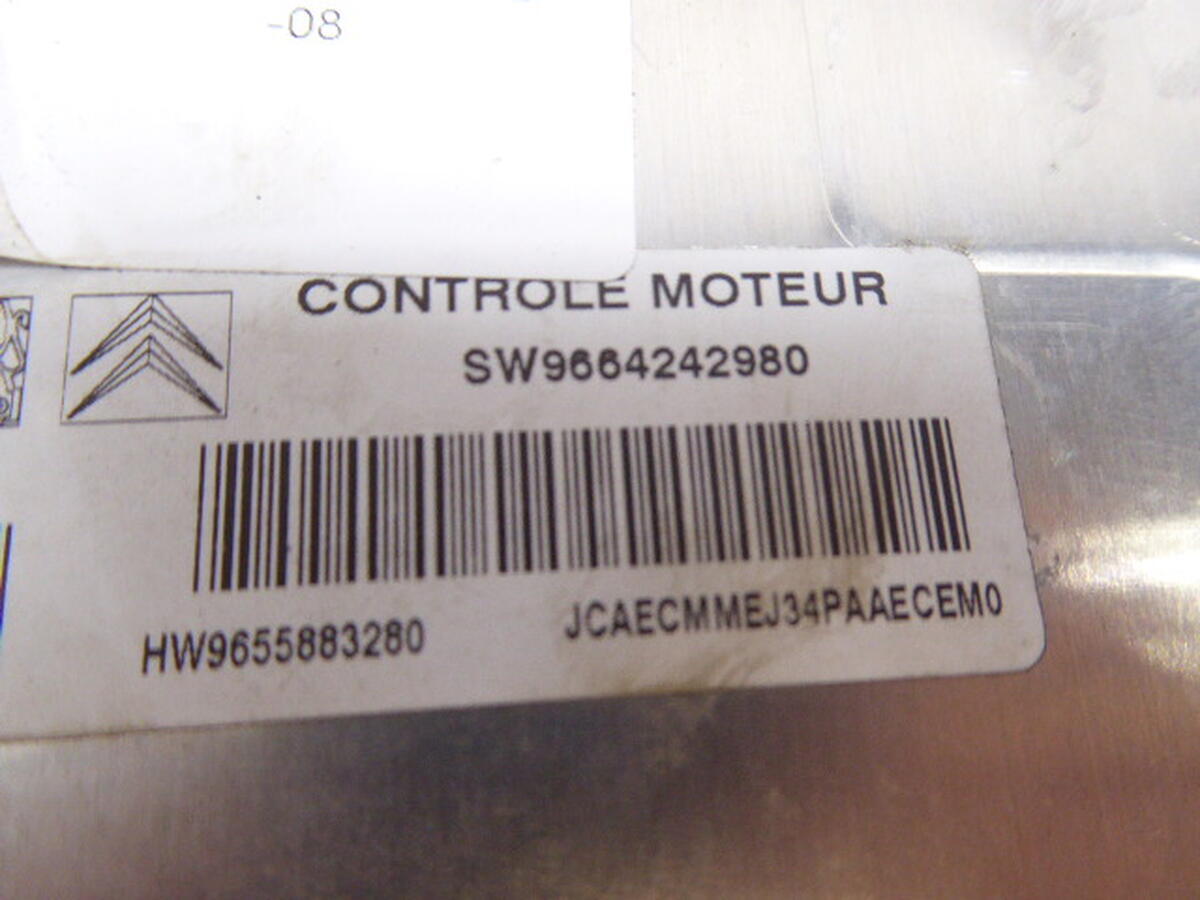 -08
CONTROLE MOTEUR
SW9664242980
HW9655883280
JCAECMMEJ34PAAECEM0